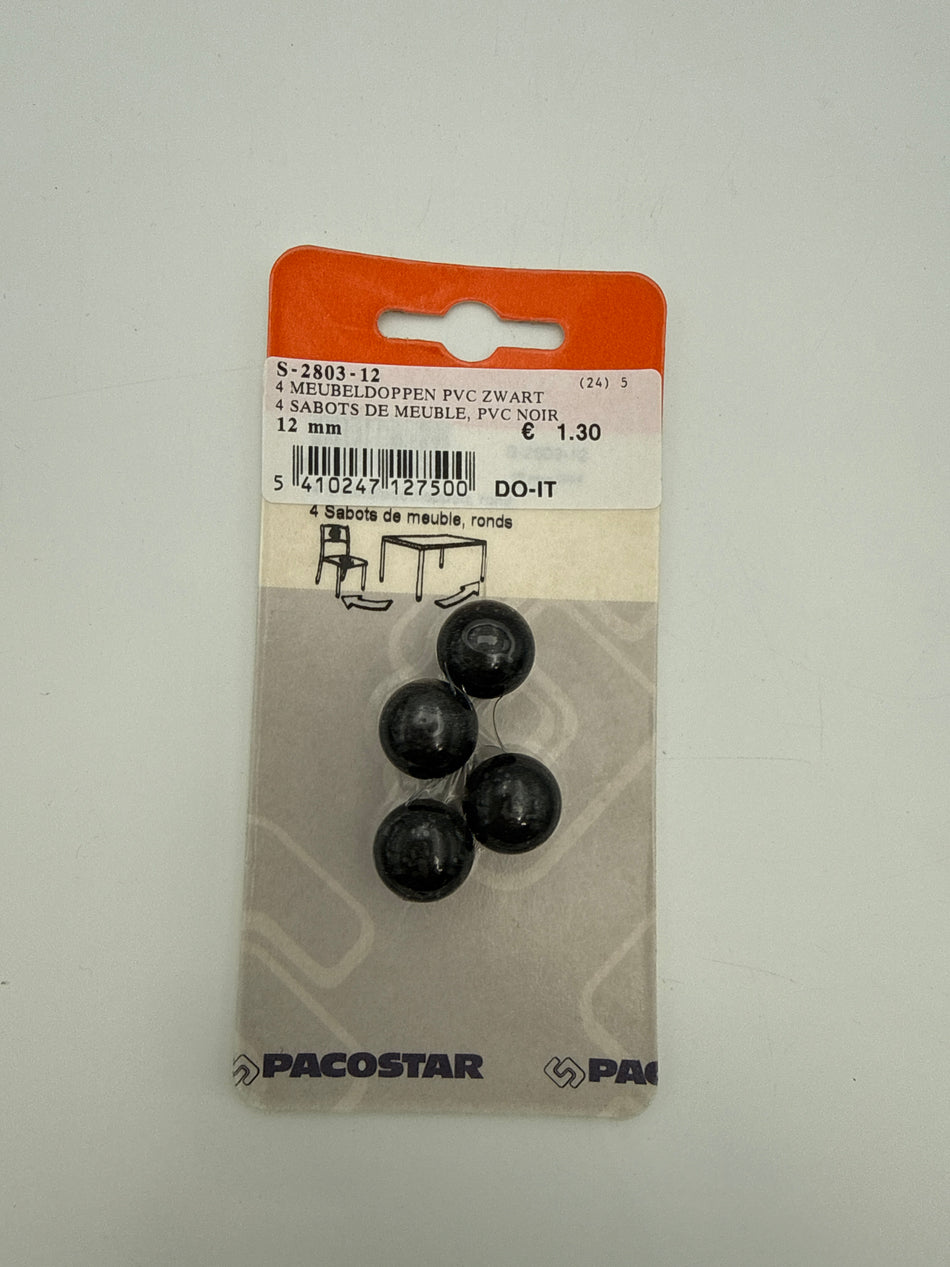 S-2803-12
(24) 5
4 MEUBELDOPPEN PVC ZWART
4 SABOTS DE MEUBLE, PVC NOIR
12 mm
€ 1.30
5 410247 127500
DO-IT
4 Sabots de meuble, ronds
PACOSTAR
PAC